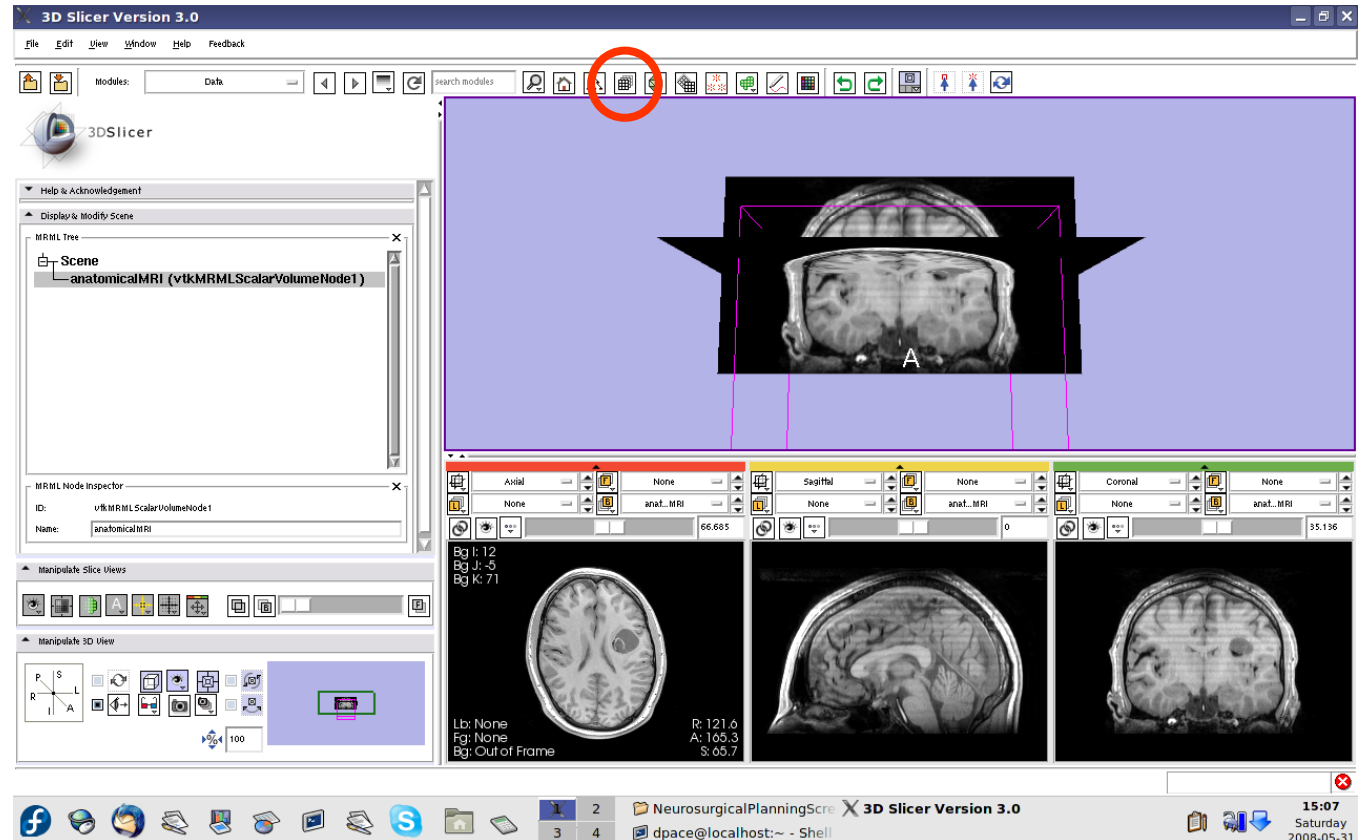 3D Slicer Version 3.0
File Edit View Window Help Feedback
Modules: Data search modules
3DSlicer
Help & Acknowledgement
Display & Modify Scene
MRML Tree
Scene
anatomicalMRI (vtkMRMLScalarVolumeNode1)
MRML Node Inspector
ID: vtkMRMLScalarVolumeNode1
Name: anatomicalMRI
Manipulate Slice Views
A
B F
Manipulate 3D View
P S
R L
I A
% 100
A
Axial F None
L None B anat...MRI
66.685
Bg I: 12
Bg J: -5
Bg K: 71
Lb: None
Fg: None
Bg: Out of Frame
R: 121.6
A: 165.3
S: 65.7
Sagittal F None
L None B anat...MRI
0
Coronal F None
L None B anat...MRI
35.136
1 2
3 4
NeurosurgicalPlanningScre
3D Slicer Version 3.0
dpace@localhost:~ - Shell
15:07
Saturday
2008-05-31